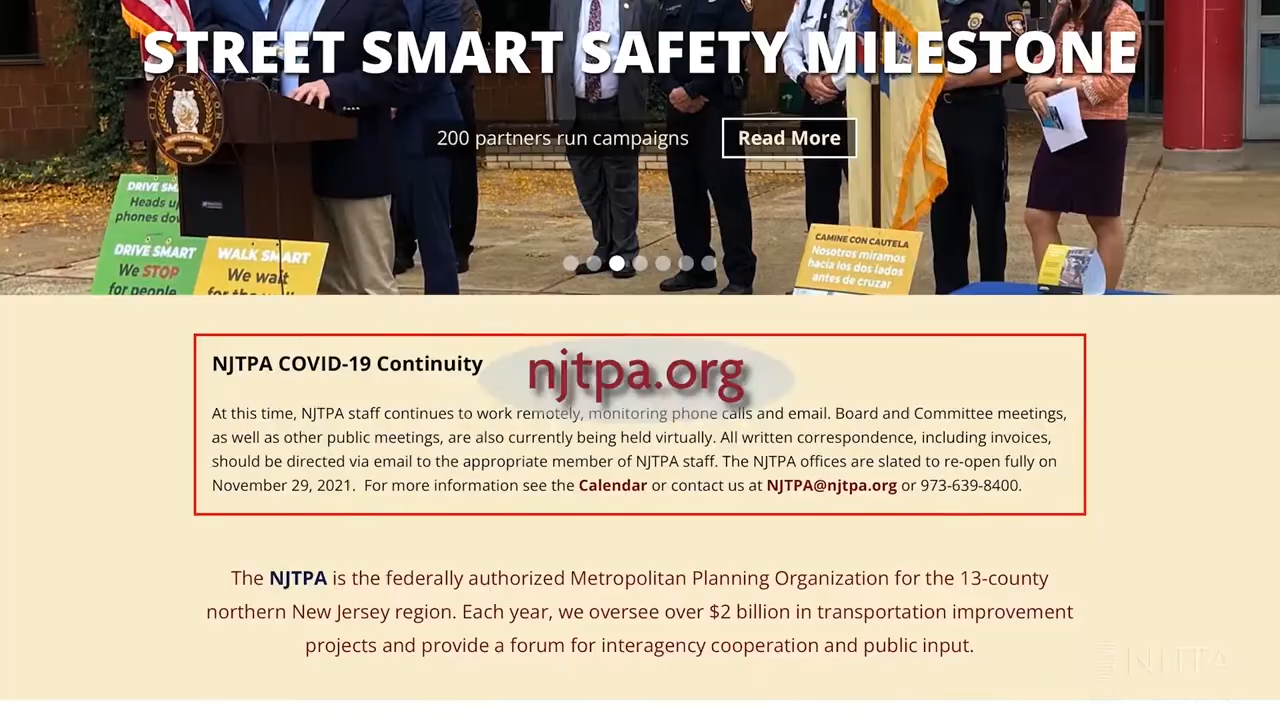 STREET SMART SAFETY MILESTONE
200 partners run campaigns
Read More
DRIVE
Heads
phones
DRIVE SMART
We STOP
for people
WALK SMART
We wait
for the
CAMINE CON CAUTELA
Nosotros miramos
hacia los dos lados
antes de cruzar
njtpa.org
NJTPA COVID-19 Continuity
At this time, NJTPA staff continues to work remotely, monitoring phone calls and email. Board and Committee meetings,
as well as other public meetings, are also currently being held virtually. All written correspondence, including invoices,
should be directed via email to the appropriate member of NJTPA staff. The NJTPA offices are slated to re-open fully on
November 29, 2021. For more information see the Calendar or contact us at NJTPA@njtpa.org or 973-639-8400.
The NJTPA is the federally authorized Metropolitan Planning Organization for the 13-county
northern New Jersey region. Each year, we oversee over $2 billion in transportation improvement
projects and provide a forum for interagency cooperation and public input.
NJTPA